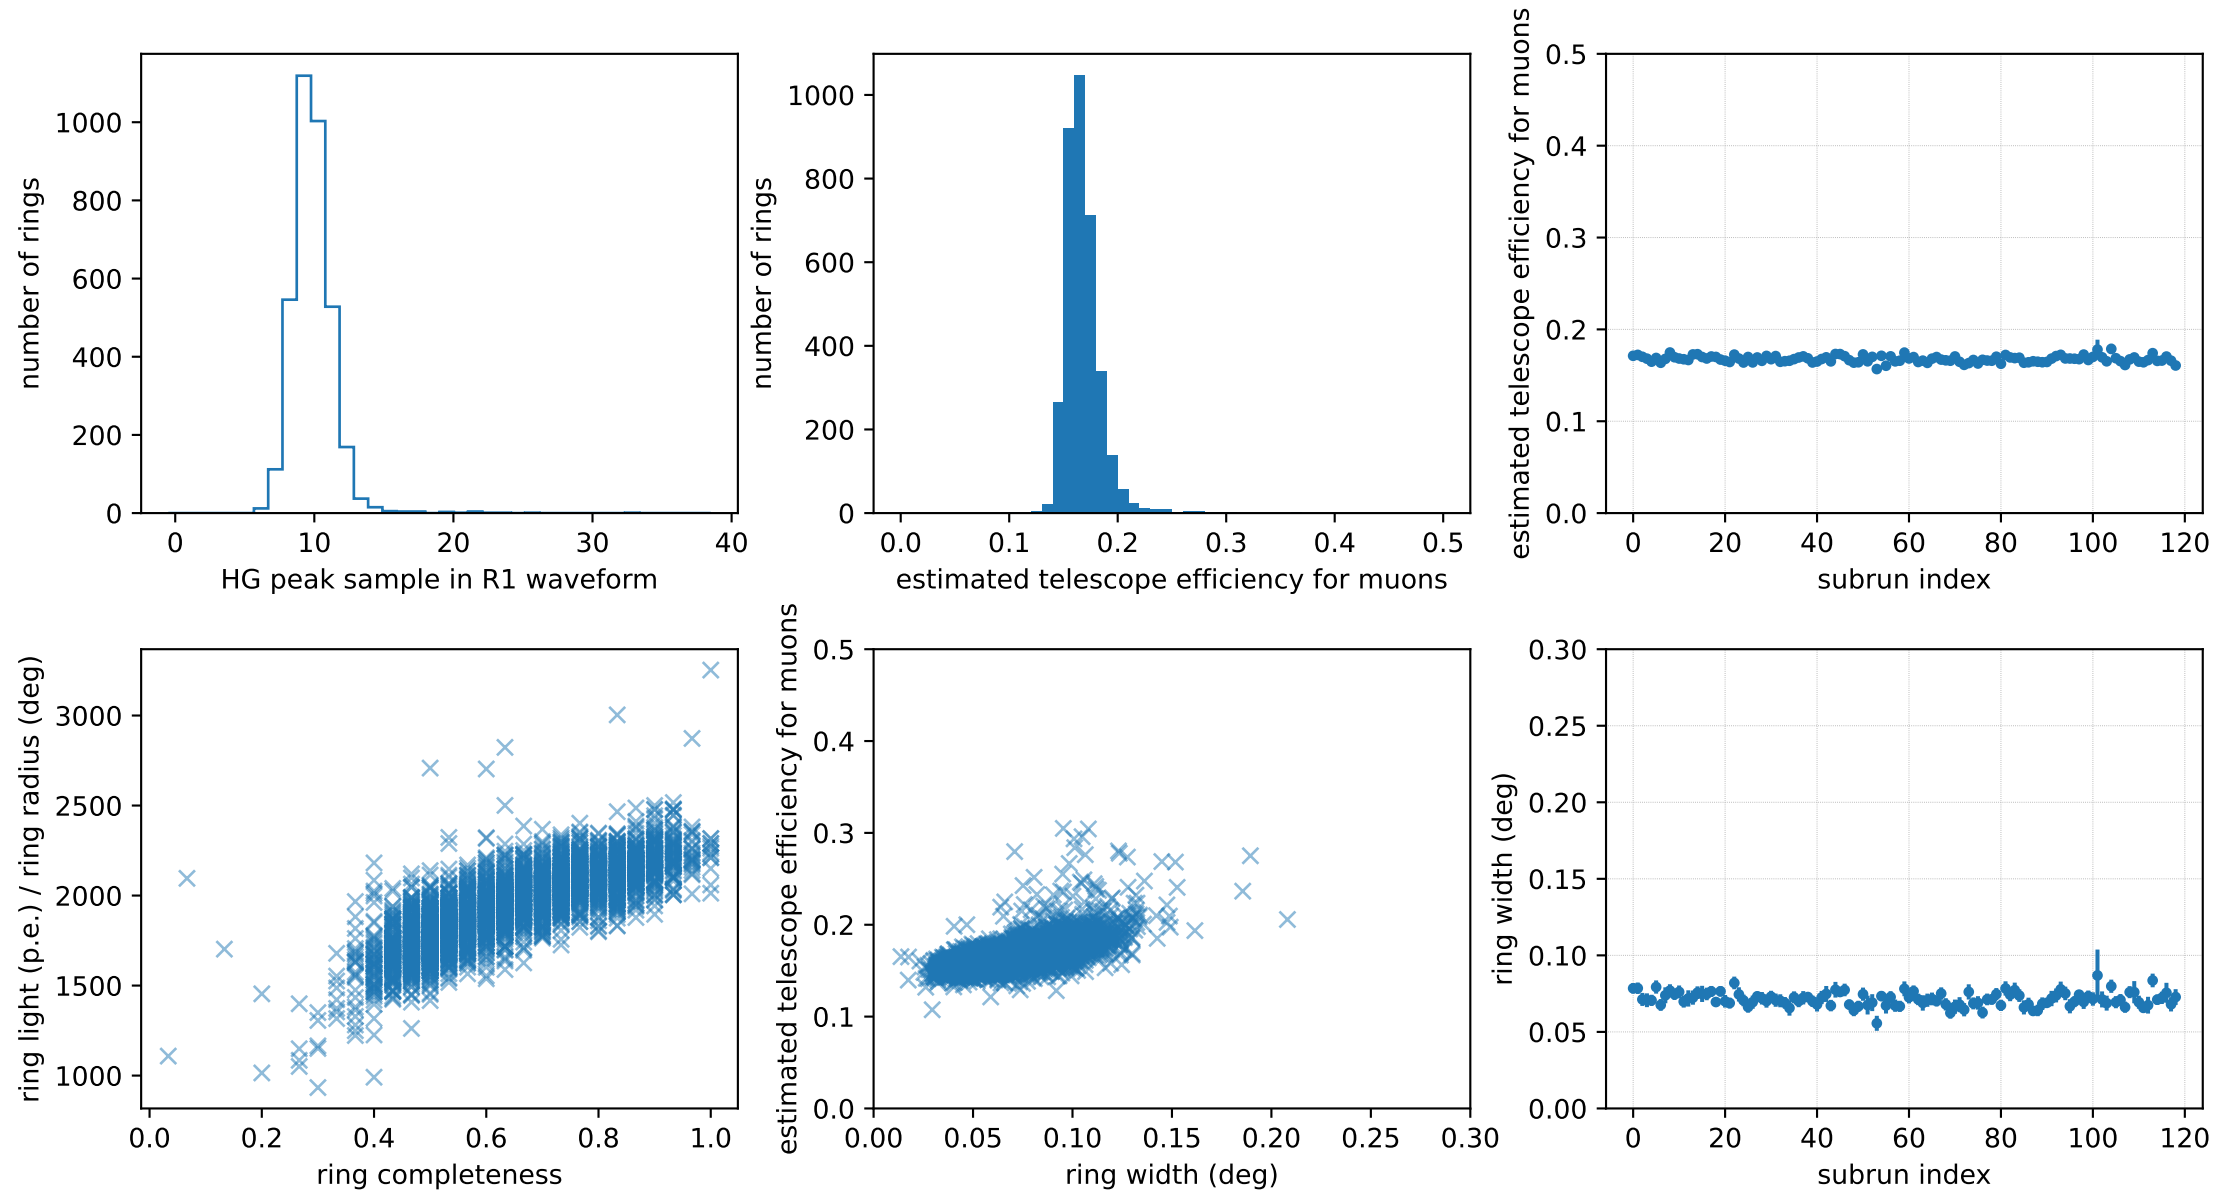 number of rings
1000
800
600
400
200
0
0 10 20 30 40
HG peak sample in R1 waveform
number of rings
1000
800
600
400
200
0
0.0 0.1 0.2 0.3 0.4 0.5
estimated telescope efficiency for muons
estimated telescope efficiency for muons
0.5
0.4
0.3
0.2
0.1
0.0
0 20 40 60 80 100 120
subrun index
ring light (p.e.) / ring radius (deg)
3000
2500
2000
1500
1000
0.0 0.2 0.4 0.6 0.8 1.0
ring completeness
estimated telescope efficiency for muons
0.5
0.4
0.3
0.2
0.1
0.0
0.00 0.05 0.10 0.15 0.20 0.25 0.30
ring width (deg)
ring width (deg)
0.30
0.25
0.20
0.15
0.10
0.05
0.00
0 20 40 60 80 100 120
subrun index